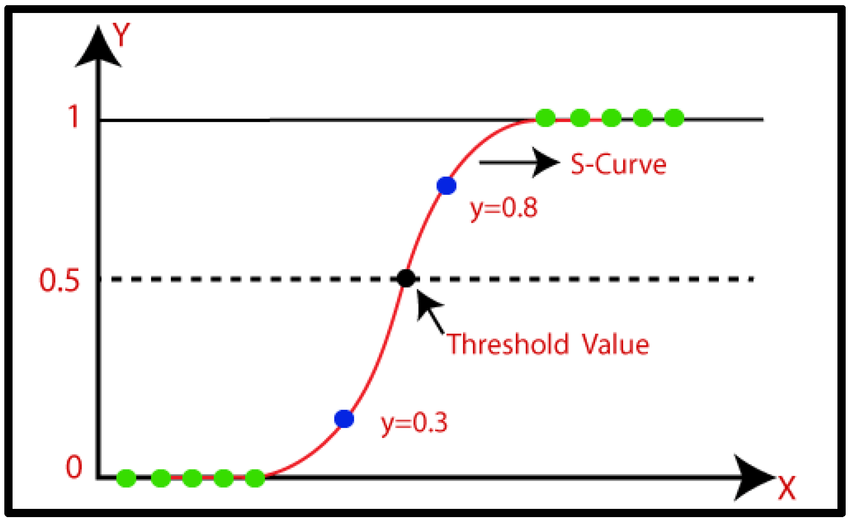 Y
1
S-Curve
y=0.8
0.5
Threshold Value
y=0.3
0
X